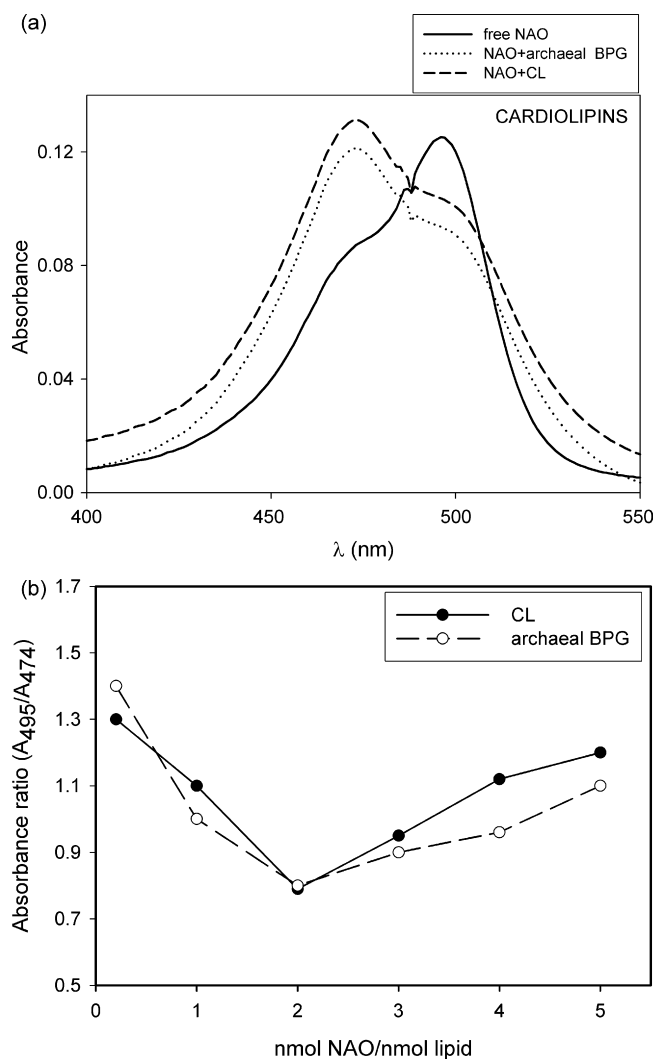 (a)
free NAO
NAO+archaeal BPG
NAO+CL
CARDIOLIPINS
Absorbance
0.12
0.08
0.04
0.00
400 450 500 550
λ (nm)
(b)
CL
archaeal BPG
Absorbance ratio (A495/A474)
1.7
1.5
1.3
1.1
0.9
0.7
0.5
0 1 2 3 4 5
nmol NAO/nmol lipid